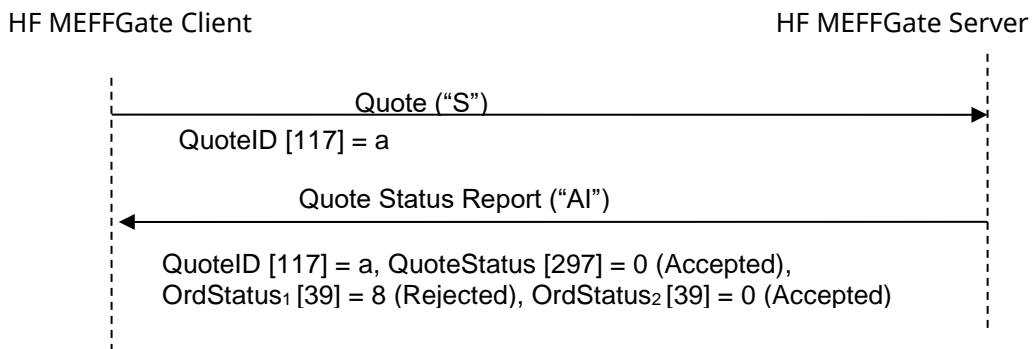 HF MEFFGate Client
HF MEFFGate Server
Quote (“S”)
QuoteID [117] = a
Quote Status Report (“AI”)
QuoteID [117] = a, QuoteStatus [297] = 0 (Accepted),
OrdStatus₁ [39] = 8 (Rejected), OrdStatus₂ [39] = 0 (Accepted)